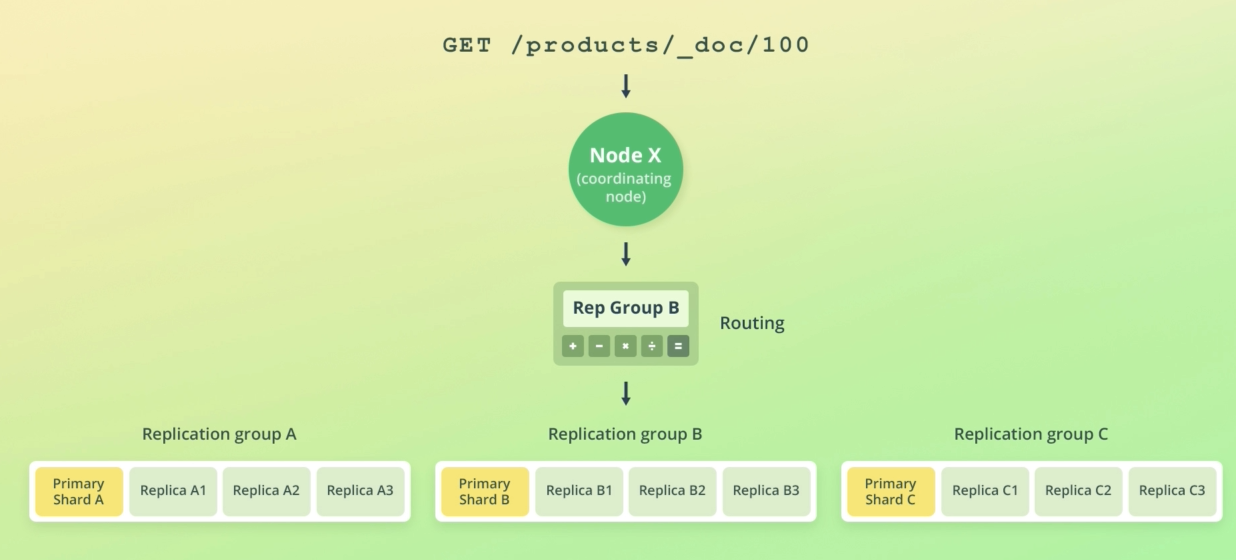 GET /products/_doc/100
Node X
(coordinating
node)
Rep Group B
+ − × ÷ =
Routing
Replication group A
Primary
Shard A
Replica A1
Replica A2
Replica A3
Replication group B
Primary
Shard B
Replica B1
Replica B2
Replica B3
Replication group C
Primary
Shard C
Replica C1
Replica C2
Replica C3